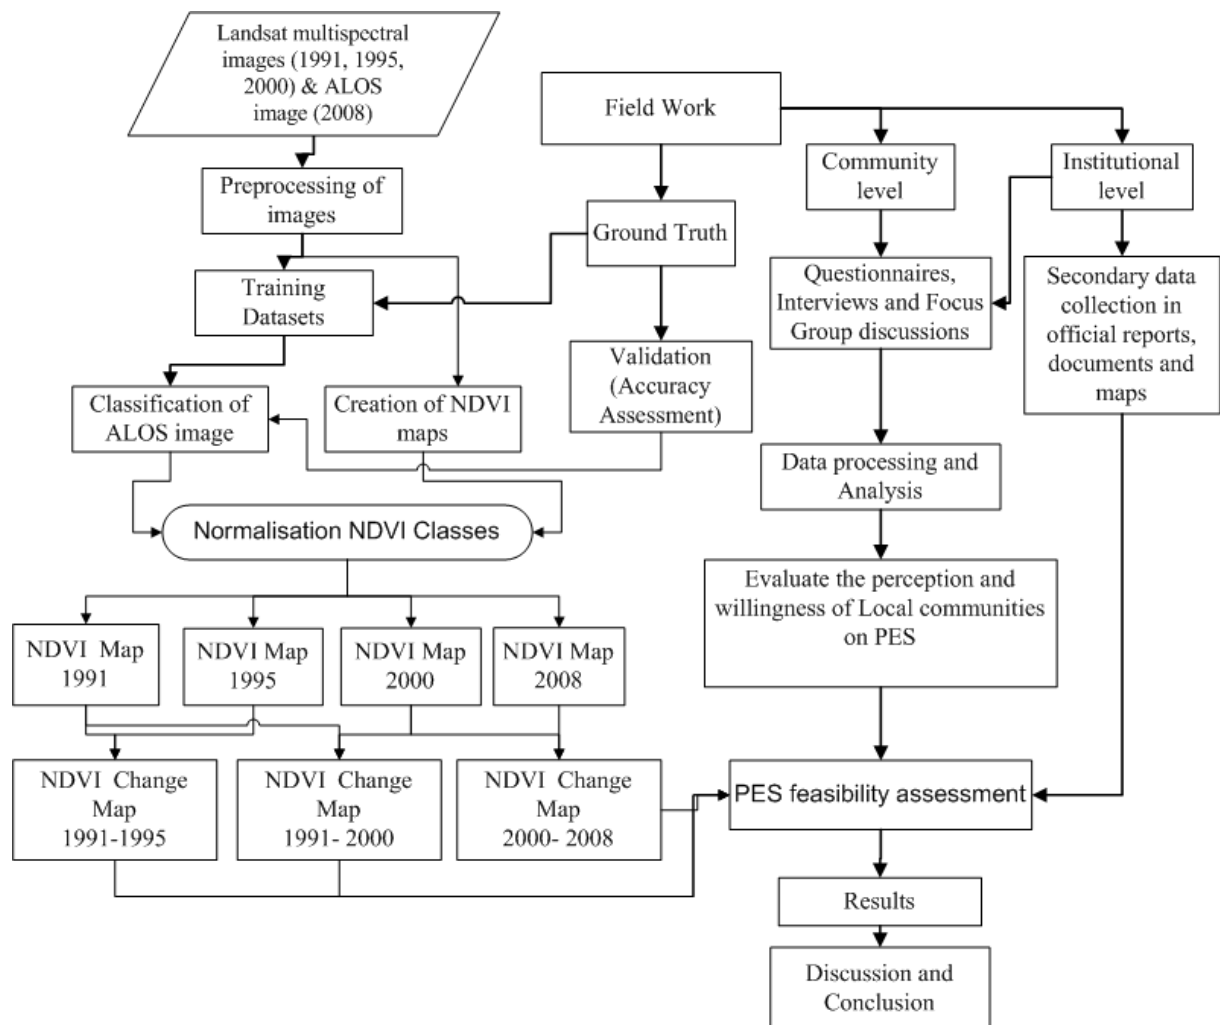 Landsat multispectral
images (1991, 1995,
2000) & ALOS
image (2008)
Field Work
Preprocessing of
images
Community
level
Institutional
level
Ground Truth
Training
Datasets
Questionnaires,
Interviews and Focus
Group discussions
Secondary data
collection in
official reports,
documents and
maps
Validation
(Accuracy
Assessment)
Classification of
ALOS image
Creation of NDVI
maps
Data processing and
Analysis
Normalisation NDVI Classes
Evaluate the perception and
willingness of Local communities
on PES
NDVI Map
1991
NDVI Map
1995
NDVI Map
2000
NDVI Map
2008
NDVI Change
Map
1991-1995
NDVI Change
Map
1991- 2000
NDVI Change
Map
2000- 2008
PES feasibility assessment
Results
Discussion and
Conclusion